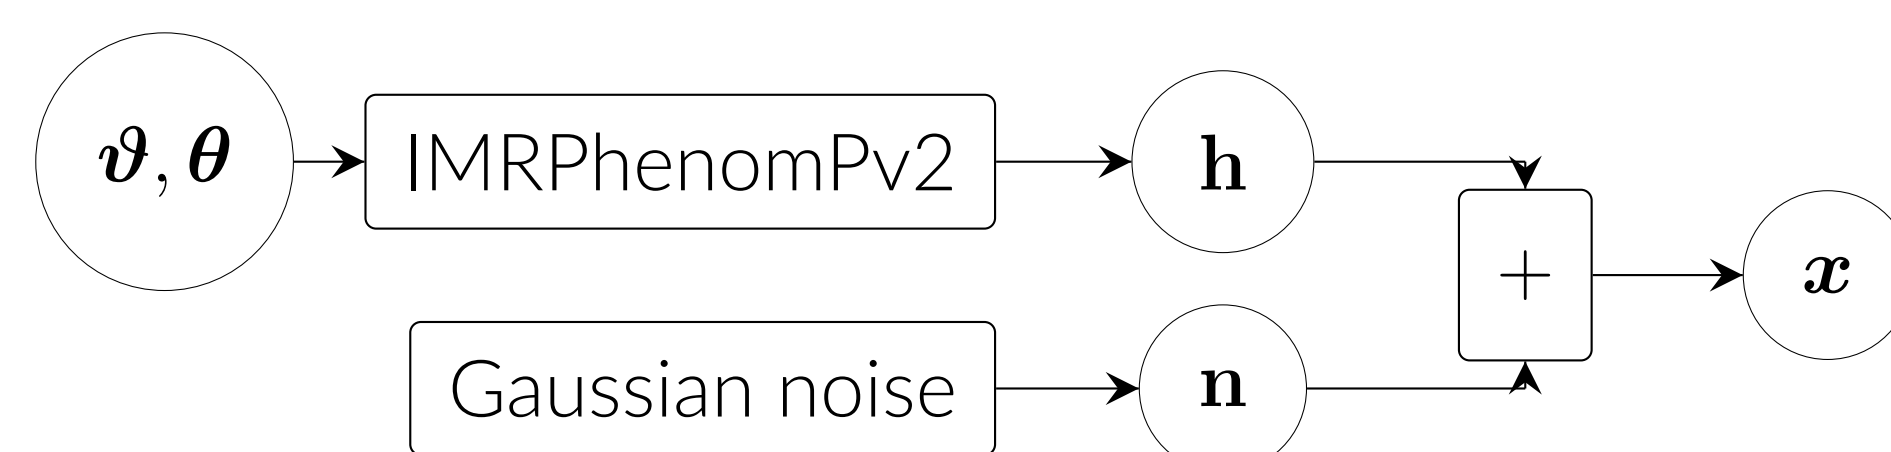 ϑ, θ
IMRPhenomPv2
h
+
x
Gaussian noise
n